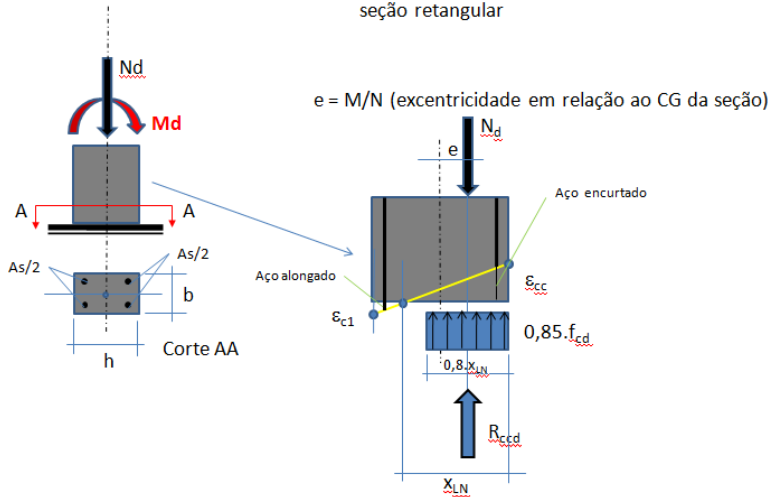 seção retangular
Nd
Md
e = M/N (excentricidade em relação ao CG da seção)
Nd
e
Aço encurtado
A
A
As/2
As/2
Aço alongado
b
εcc
εc1
0,85.fcd
0,8.xLN
h
Corte AA
Rccd
xLN